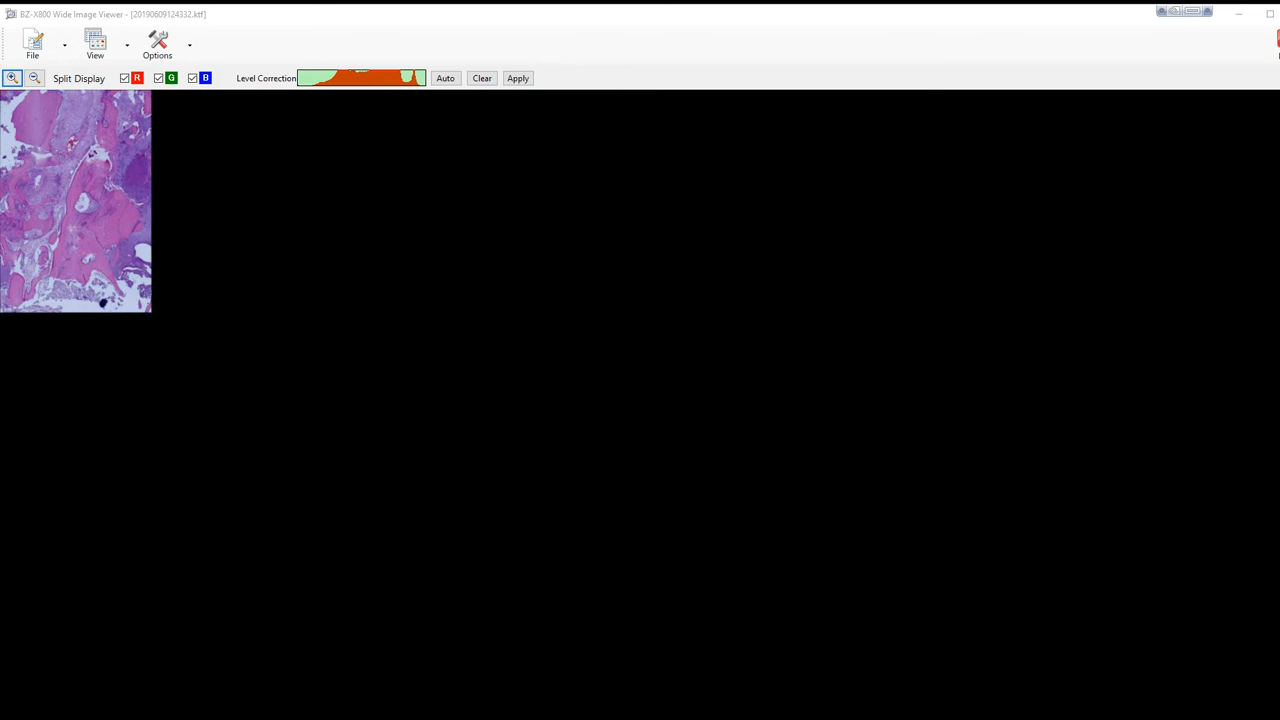 BZ-X800 Wide Image Viewer - [20190609124332.ktf]
File View Options
Split Display R G B Level Correction Auto Clear Apply